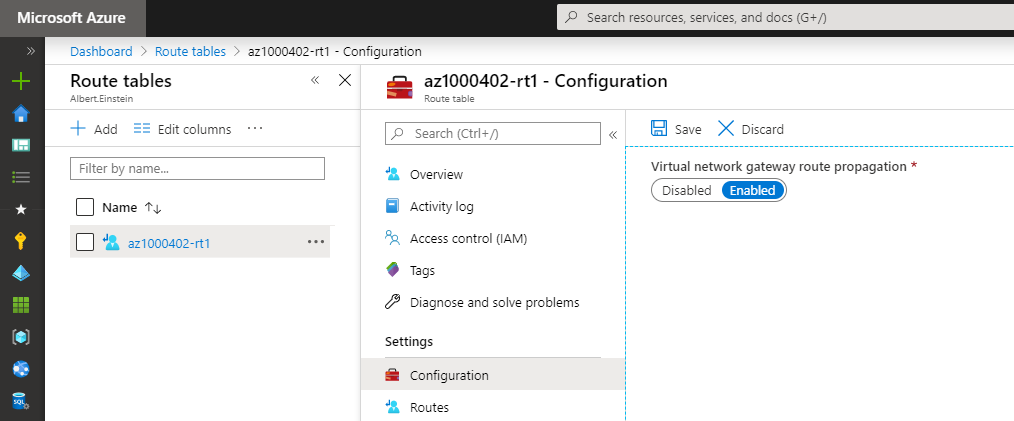 Microsoft Azure
Search resources, services, and docs (G+/)
Dashboard > Route tables > az1000402-rt1 - Configuration
Route tables
Albert.Einstein
Add
Edit columns
Filter by name...
Name
az1000402-rt1
az1000402-rt1 - Configuration
Route table
Search (Ctrl+/)
Overview
Activity log
Access control (IAM)
Tags
Diagnose and solve problems
Settings
Configuration
Routes
Save
Discard
Virtual network gateway route propagation *
Disabled Enabled
SQL